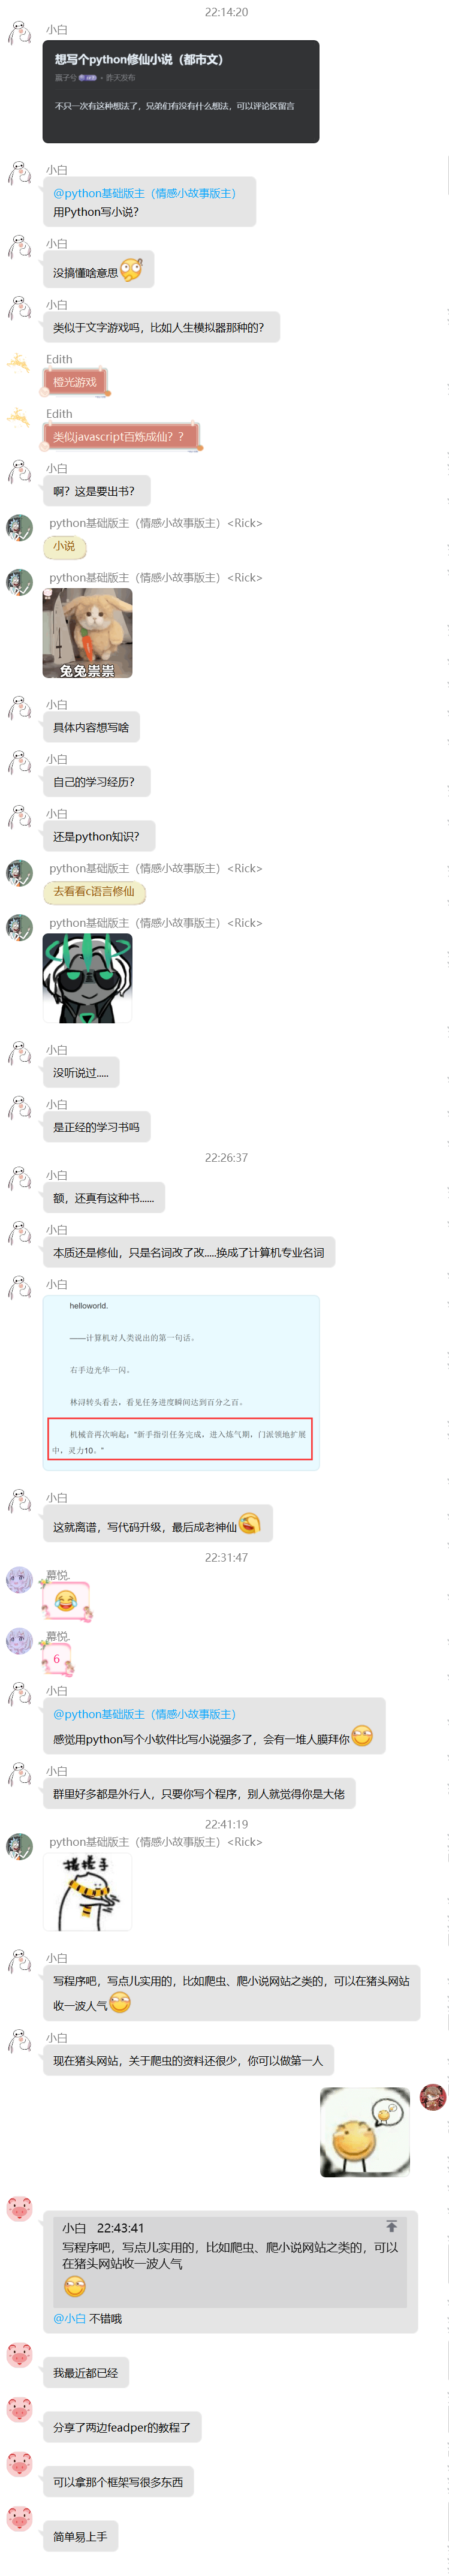 22:14:20
小白
想写个python修仙小说（都市文）
昨天发布
不只一次有这种想法了，兄弟们有没有什么想法，可以评论区留言
小白
@python基础版主（情感小故事版主）
用Python写小说？
小白
没搞懂啥意思
小白
类似于文字游戏吗，比如人生模拟器那种的？
Edith
橙光游戏
Edith
类似javascript百炼成仙？？
小白
啊？这是要出书？
python基础版主（情感小故事版主）<Rick>
小说
python基础版主（情感小故事版主）<Rick>
兔兔祟祟
小白
具体内容想写啥
小白
自己的学习经历？
小白
还是python知识？
python基础版主（情感小故事版主）<Rick>
去看看c语言修仙
python基础版主（情感小故事版主）<Rick>
小白
没听说过.....
小白
是正经的学习书吗
22:26:37
小白
额，还真有这种书......
小白
本质还是修仙，只是名词改了改.....换成了计算机专业名词
小白
helloworld.
——计算机对人类说出的第一句话。
右手边光华一闪。
林浔转头看去，看见任务进度瞬间达到百分之百。
机械音再次响起：“新手指引任务完成，进入炼气期，门派领地扩展
中，灵力10。”
小白
这就离谱，写代码升级，最后成老神仙
22:31:47
幕悦.
幕悦.
6
小白
@python基础版主（情感小故事版主）
感觉用python写个小软件比写小说强多了，会有一堆人膜拜你
小白
群里好多都是外行人，只要你写个程序，别人就觉得你是大佬
22:41:19
python基础版主（情感小故事版主）<Rick>
搓搓手
小白
写程序吧，写点儿实用的，比如爬虫、爬小说网站之类的，可以在猪头网站
收一波人气
小白
现在猪头网站，关于爬虫的资料还很少，你可以做第一人
小白 22:43:41
写程序吧，写点儿实用的，比如爬虫、爬小说网站之类的，可以
在猪头网站收一波人气
@小白 不错哦
我最近都已经
分享了两边feadper的教程了
可以拿那个框架写很多东西
简单易上手